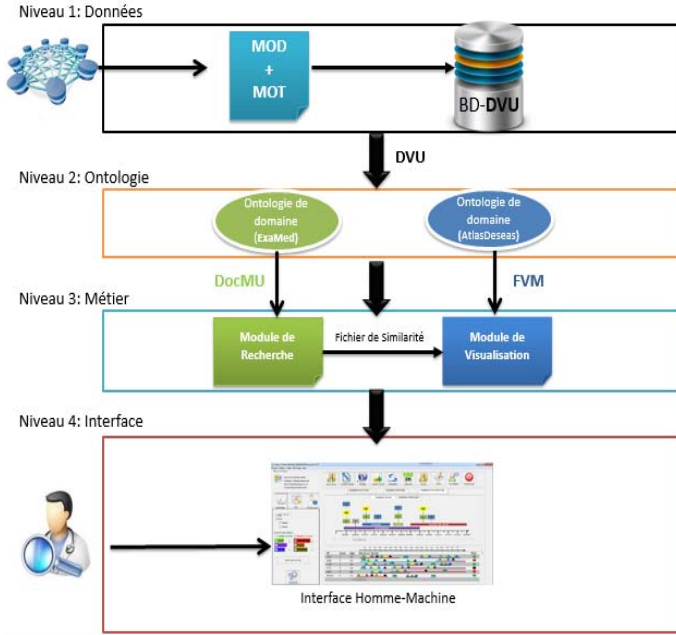 Niveau 1: Données
MOD
+
MOT
BD-DVU
DVU
Niveau 2: Ontologie
Ontologie de
domaine
(ExaMed)
Ontologie de
domaine
(AtlasDeseas)
DocMU
FVM
Niveau 3: Métier
Module de
Recherche
Fichier de Similarité
Module de
Visualisation
Niveau 4: Interface
Interface Homme-Machine